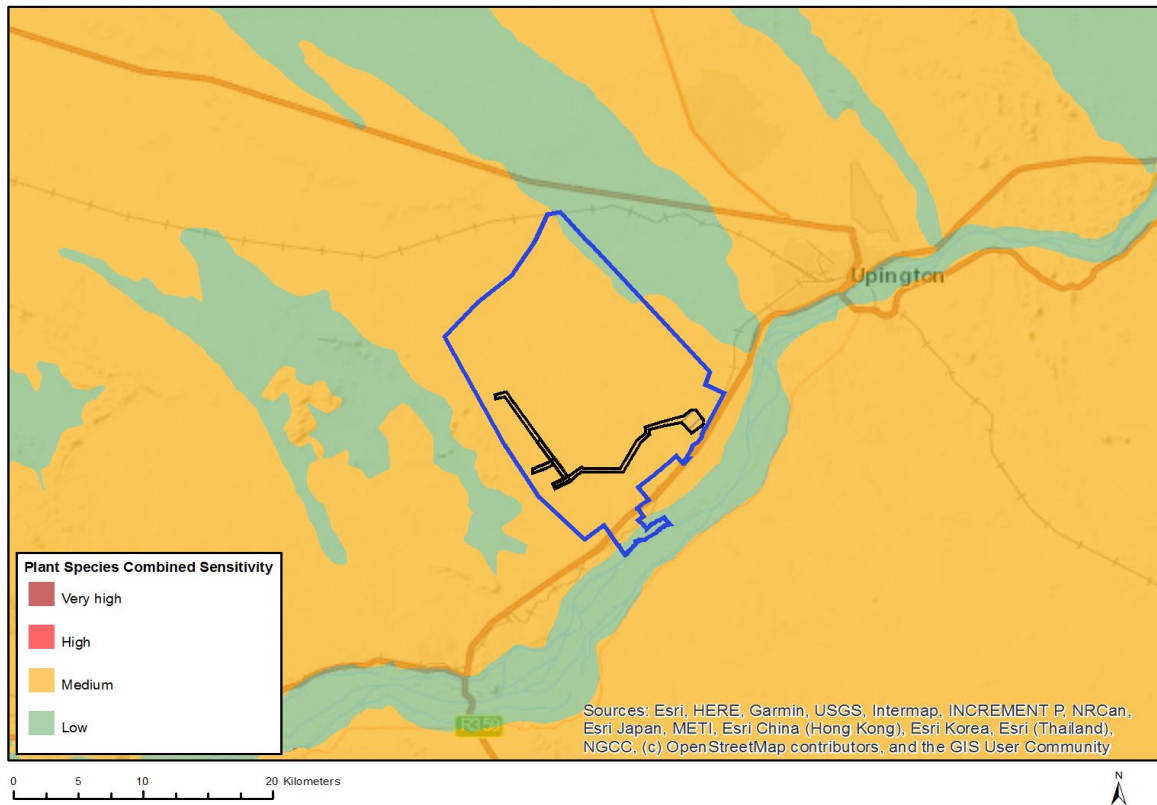 Upington
Plant Species Combined Sensitivity
Very high
High
Medium
Low
R359
Sources: Esri, HERE, Garmin, USGS, Intermap, INCREMENT P, NRCan,
Esri Japan, METI, Esri China (Hong Kong), Esri Korea, Esri (Thailand),
NGCC, (c) OpenStreetMap contributors, and the GIS User Community
0 5 10 20 Kilometers
N